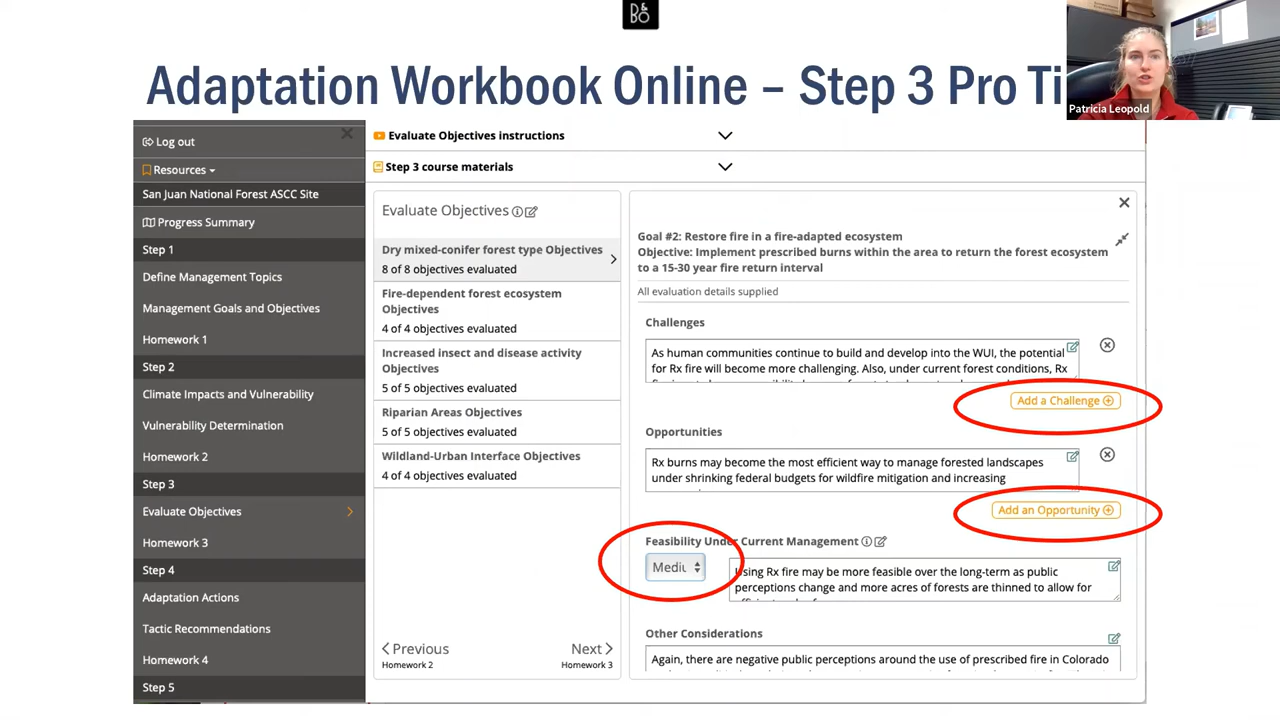 B&
BO
Adaptation Workbook Online – Step 3 Pro
Patricia Leopold
Log out
Resources
San Juan National Forest ASCC Site
Progress Summary
Step 1
Define Management Topics
Management Goals and Objectives
Homework 1
Step 2
Climate Impacts and Vulnerability
Vulnerability Determination
Homework 2
Step 3
Evaluate Objectives
Homework 3
Step 4
Adaptation Actions
Tactic Recommendations
Homework 4
Step 5
Evaluate Objectives instructions
Step 3 course materials
Evaluate Objectives
Dry mixed-conifer forest type Objectives
8 of 8 objectives evaluated
Fire-dependent forest ecosystem
Objectives
4 of 4 objectives evaluated
Increased insect and disease activity
Objectives
5 of 5 objectives evaluated
Riparian Areas Objectives
5 of 5 objectives evaluated
Wildland-Urban Interface Objectives
4 of 4 objectives evaluated
Previous
Homework 2
Next
Homework 3
Goal #2: Restore fire in a fire-adapted ecosystem
Objective: Implement prescribed burns within the area to return the forest ecosystem
to a 15-30 year fire return interval
All evaluation details supplied
Challenges
As human communities continue to build and develop into the WUI, the potential
for Rx fire will become more challenging. Also, under current forest conditions, Rx
Add a Challenge
Opportunities
Rx burns may become the most efficient way to manage forested landscapes
under shrinking federal budgets for wildfire mitigation and increasing
Add an Opportunity
Feasibility Under Current Management
Mediu
Using Rx fire may be more feasible over the long-term as public
perceptions change and more acres of forests are thinned to allow for
Other Considerations
Again, there are negative public perceptions around the use of prescribed fire in Colorado